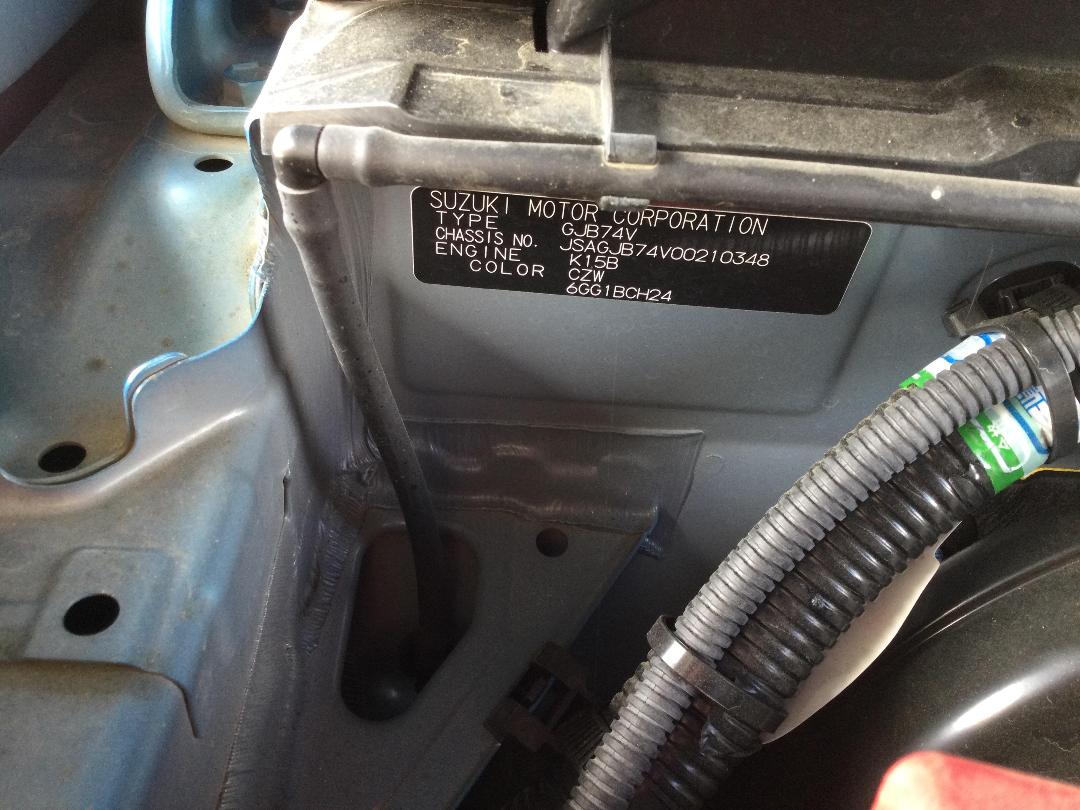 SUZUKI MOTOR CORPORATION
TYPE GJB74V
CHASSIS NO. JSAGJB74V00210348
ENGINE K15B
COLOR CZW
6GG1BCH24